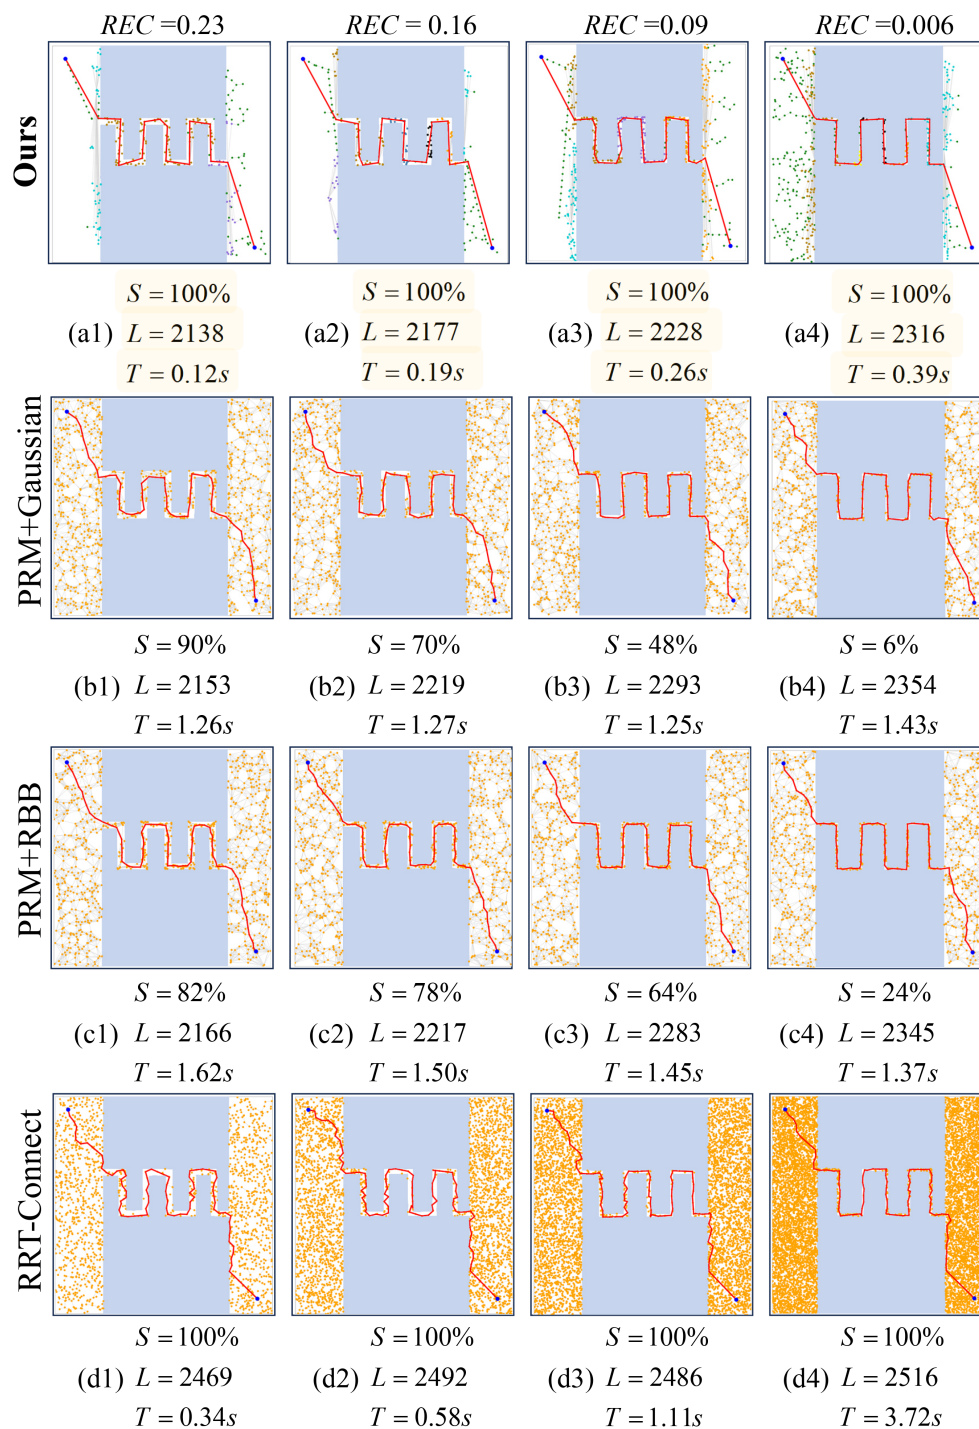 REC =0.23
REC =0.16
REC =0.09
REC =0.006
Ours
S = 100%
S = 100%
S = 100%
S = 100%
(a1) L = 2138
(a2) L = 2177
(a3) L = 2228
(a4) L = 2316
T = 0.12s
T = 0.19s
T = 0.26s
T = 0.39s
PRM+Gaussian
S = 90%
S = 70%
S = 48%
S = 6%
(b1) L = 2153
(b2) L = 2219
(b3) L = 2293
(b4) L = 2354
T = 1.26s
T = 1.27s
T = 1.25s
T = 1.43s
PRM+RBB
S = 82%
S = 78%
S = 64%
S = 24%
(c1) L = 2166
(c2) L = 2217
(c3) L = 2283
(c4) L = 2345
T = 1.62s
T = 1.50s
T = 1.45s
T = 1.37s
RRT-Connect
S = 100%
S = 100%
S = 100%
S = 100%
(d1) L = 2469
(d2) L = 2492
(d3) L = 2486
(d4) L = 2516
T = 0.34s
T = 0.58s
T = 1.11s
T = 3.72s